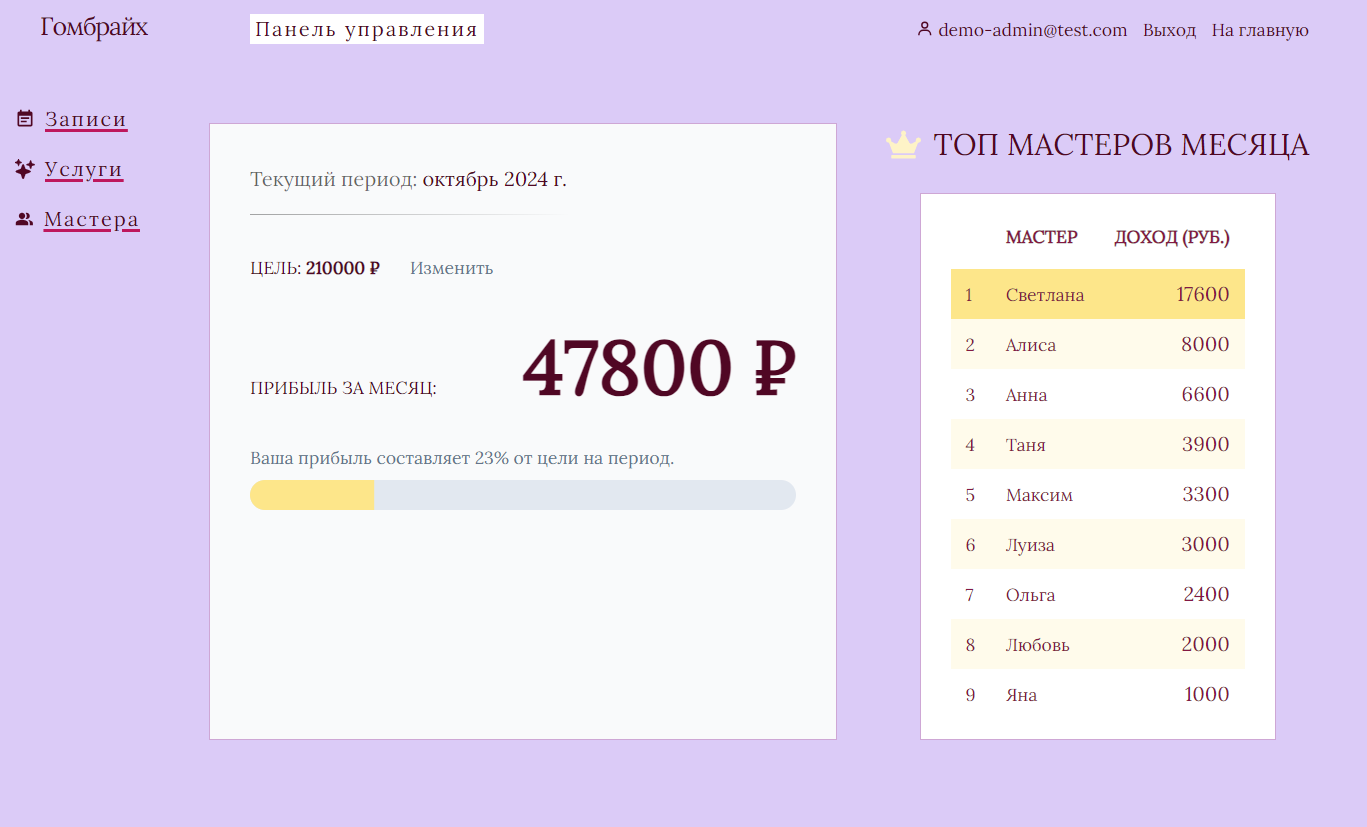 Гомбрайх
Панель управления
demo-admin@test.com Выход На главную
Записи
Услуги
Мастера
Текущий период: октябрь 2024 г.
ЦЕЛЬ: 210000 ₽ Изменить
ПРИБЫЛЬ ЗА МЕСЯЦ: 47800 ₽
Ваша прибыль составляет 23% от цели на период.
ТОП МАСТЕРОВ МЕСЯЦА
МАСТЕР ДОХОД (РУБ.)
1 Светлана 17600
2 Алиса 8000
3 Анна 6600
4 Таня 3900
5 Максим 3300
6 Луиза 3000
7 Ольга 2400
8 Любовь 2000
9 Яна 1000